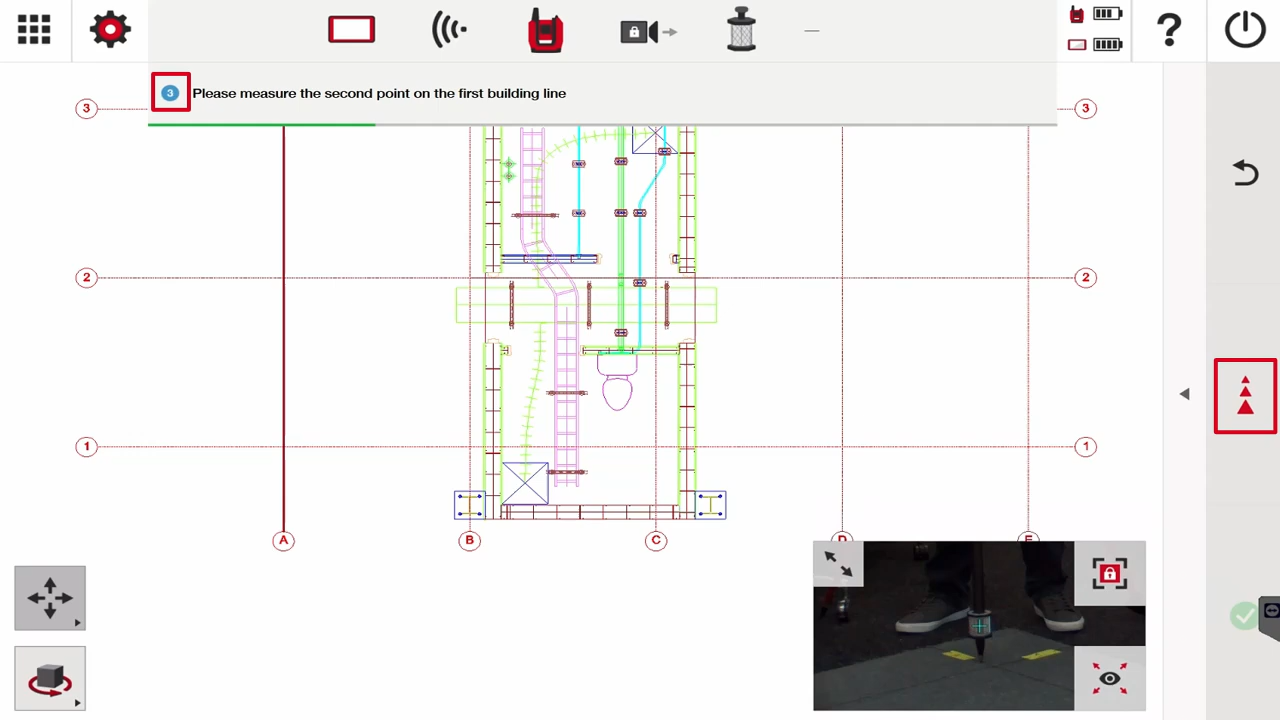 ?
3 Please measure the second point on the first building line
3
3
2
2
1
1
A
B
C
D
E